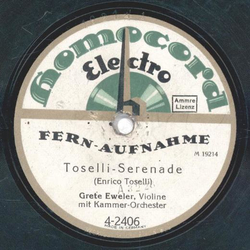 Homocord
Electro
Ammre
Lizenz
FERN-AUFNAHME
M 19214
Toselli-Serenade
(Enrico Toselli)
Grete Eweler, Violine
mit Kammer-Orchester
4-2406